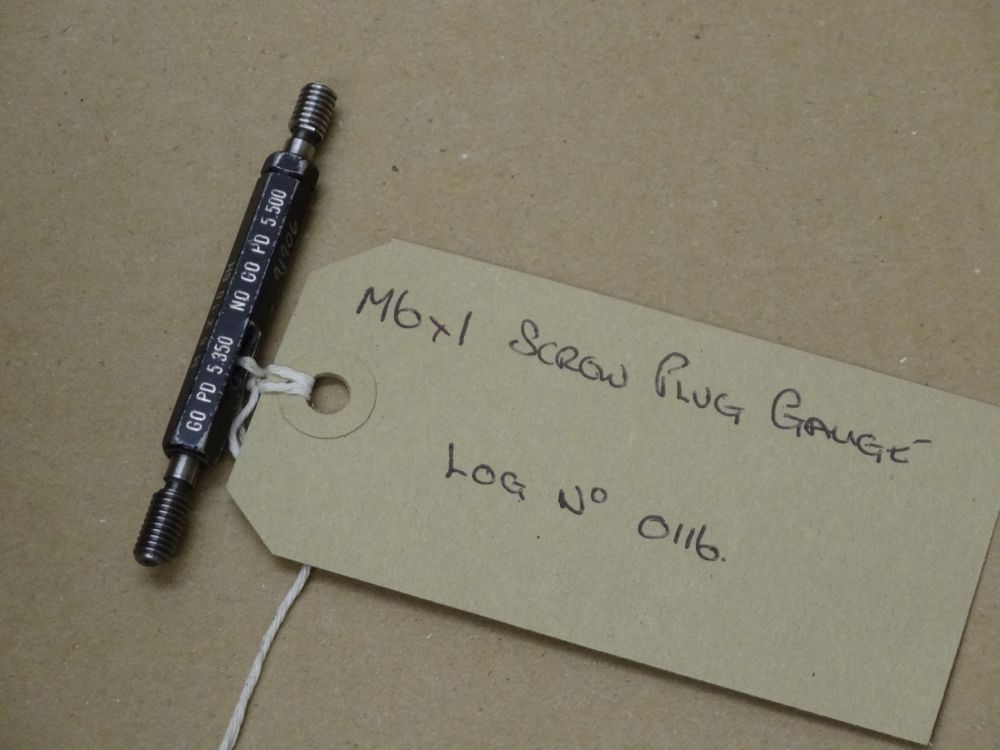 GO PD 5.350 NO GO PD 5.500
M6x1 SCREW PLUG GAUGE
LOG No 0116.